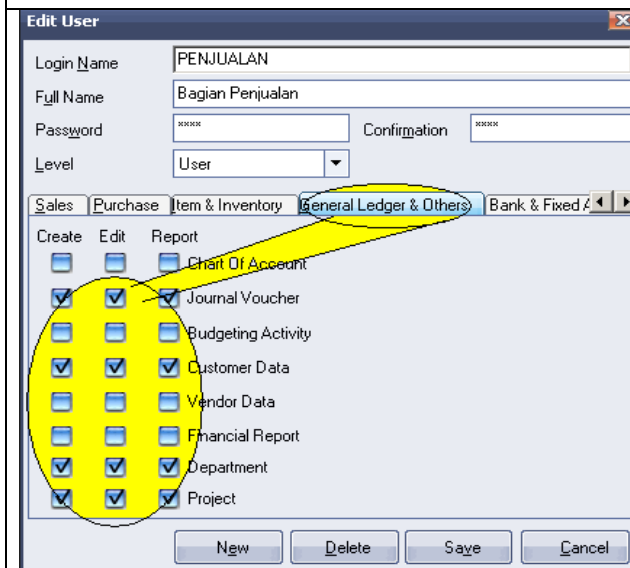 Edit User
Login Name PENJUALAN
Full Name Bagian Penjualan
Password **** Confirmation ****
Level User
Sales Purchase Item & Inventory General Ledger & Others Bank & Fixed A
Create Edit Report
Chart Of Account
Journal Voucher
Budgeting Activity
Customer Data
Vendor Data
Financial Report
Department
Project
New Delete Save Cancel